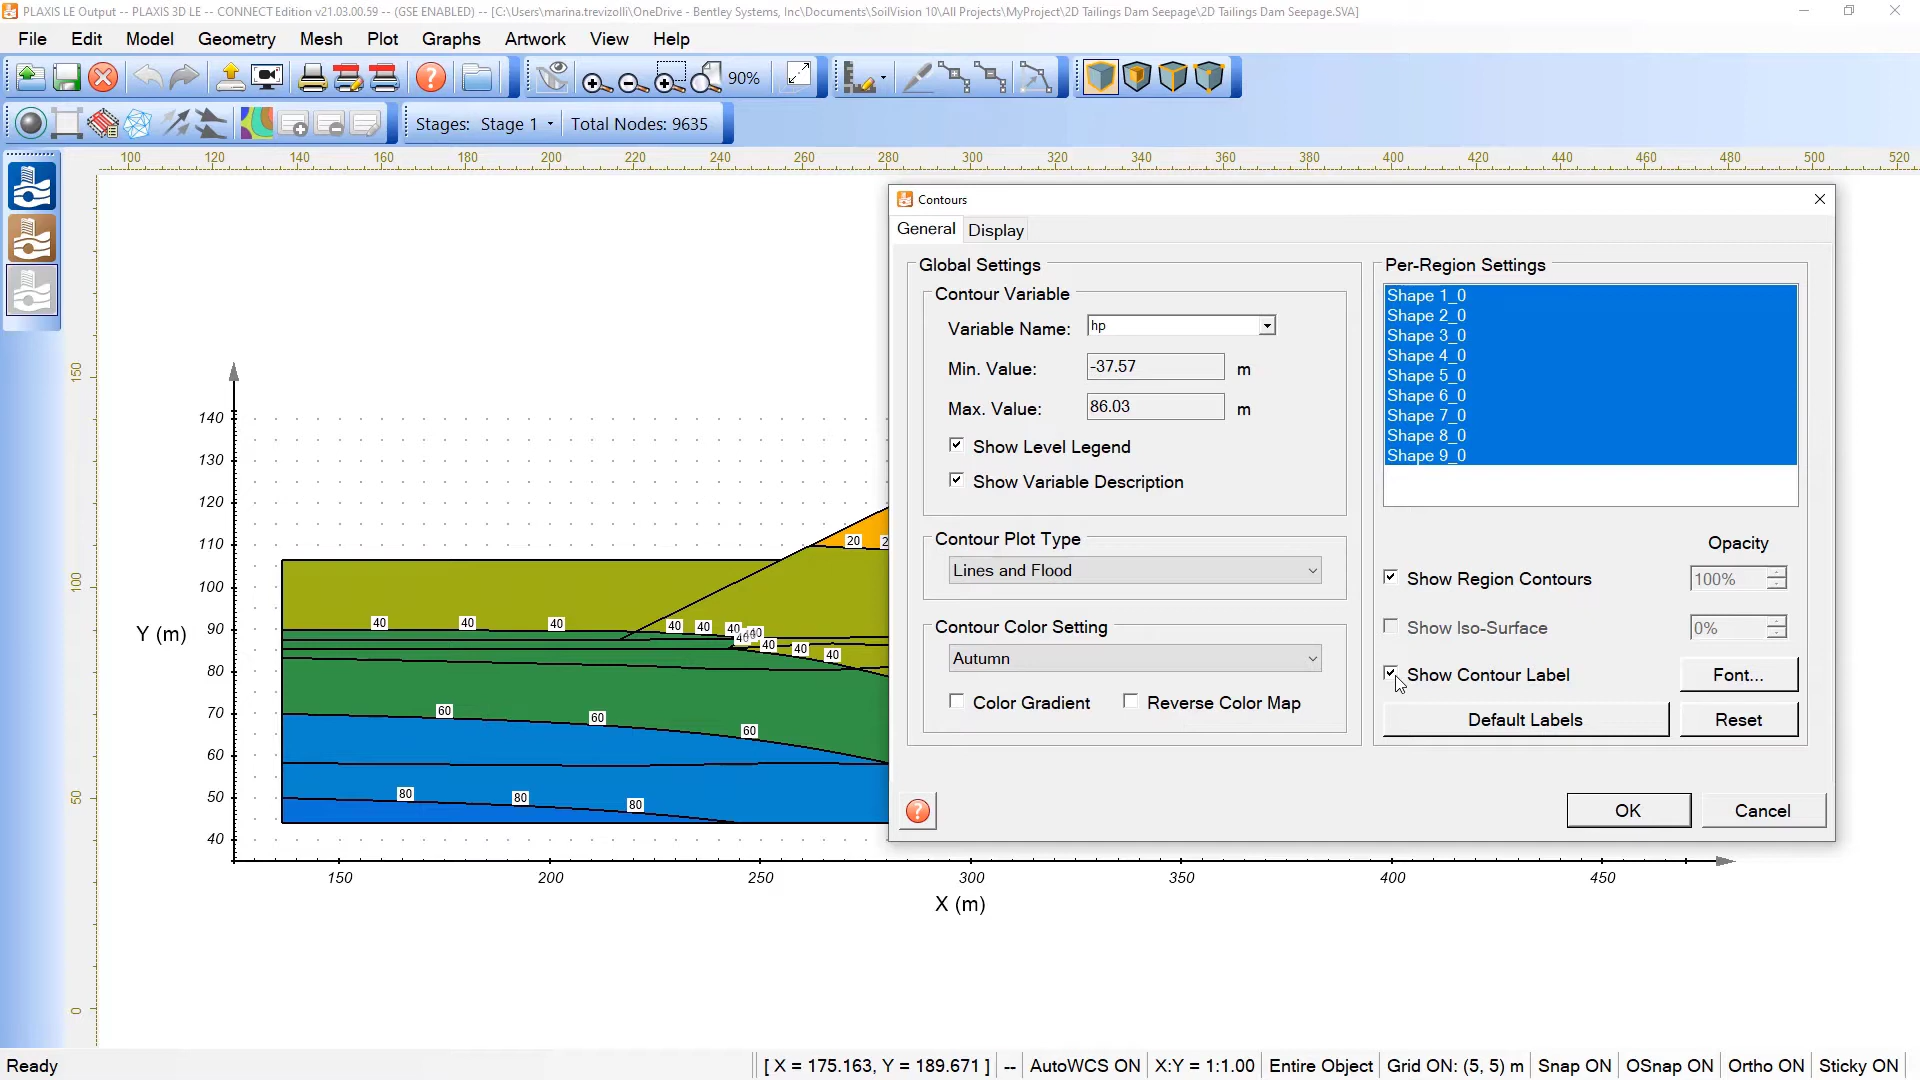 PLAXIS LE Output -- PLAXIS 3D LE -- CONNECT Edition v21.03.00.59 -- (GSE ENABLED) -- [C:\Users\marina.trevizolli\OneDrive - Bentley Systems, Inc\Documents\SoilVision 10\All Projects\MyProject\2D Tailings Dam Seepage\2D Tailings Dam Seepage.SVA]
File Edit Model Geometry Mesh Plot Graphs Artwork View Help
90%
Stages: Stage 1 Total Nodes: 9635
100 120 140 160 180 200 220 240 260 280 300 320 340 360 380 400 420 440 460 480 500 520
150
100
50
0
Y (m)
140
130
120
110
100
90
80
70
60
50
40
20 2
40 40 40 40 40 40 40 40
40 40 40
60 60 60
80 80 80
150 200 250 300 350 400 450
X (m)
Contours
General Display
Global Settings
Contour Variable
Variable Name: hp
Min. Value: -37.57 m
Max. Value: 86.03 m
Show Level Legend
Show Variable Description
Contour Plot Type
Lines and Flood
Contour Color Setting
Autumn
Color Gradient Reverse Color Map
Per-Region Settings
Shape 1_0
Shape 2_0
Shape 3_0
Shape 4_0
Shape 5_0
Shape 6_0
Shape 7_0
Shape 8_0
Shape 9_0
Opacity
Show Region Contours 100%
Show Iso-Surface 0%
Show Contour Label Font...
Default Labels Reset
OK Cancel
Ready [ X = 175.163, Y = 189.671 ] -- AutoWCS ON X:Y = 1:1.00 Entire Object Grid ON: (5, 5) m Snap ON OSnap ON Ortho ON Sticky ON